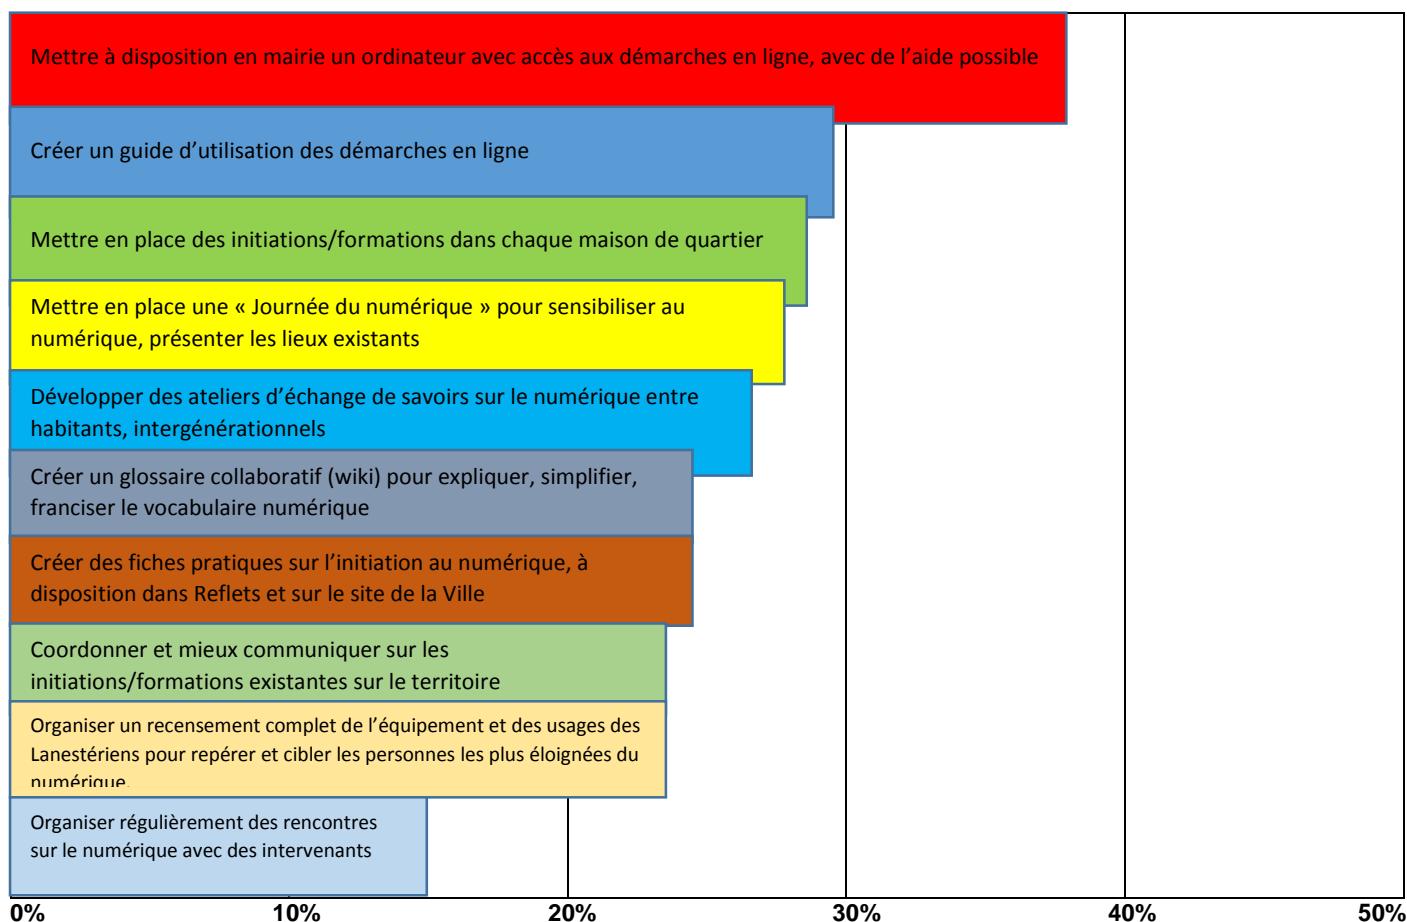 Mettre à disposition en mairie un ordinateur avec accès aux démarches en ligne, avec de l’aide possible
Créer un guide d’utilisation des démarches en ligne
Mettre en place des initiations/formations dans chaque maison de quartier
Mettre en place une « Journée du numérique » pour sensibiliser au
numérique, présenter les lieux existants
Développer des ateliers d’échange de savoirs sur le numérique entre
habitants, intergénérationnels
Créer un glossaire collaboratif (wiki) pour expliquer, simplifier,
franciser le vocabulaire numérique
Créer des fiches pratiques sur l’initiation au numérique, à
disposition dans Reflets et sur le site de la Ville
Coordonner et mieux communiquer sur les
initiations/formations existantes sur le territoire
Organiser un recensement complet de l’équipement et des usages des
Lanestériens pour repérer et cibler les personnes les plus éloignées du
numérique.
Organiser régulièrement des rencontres
sur le numérique avec des intervenants
0% 10% 20% 30% 40% 50%